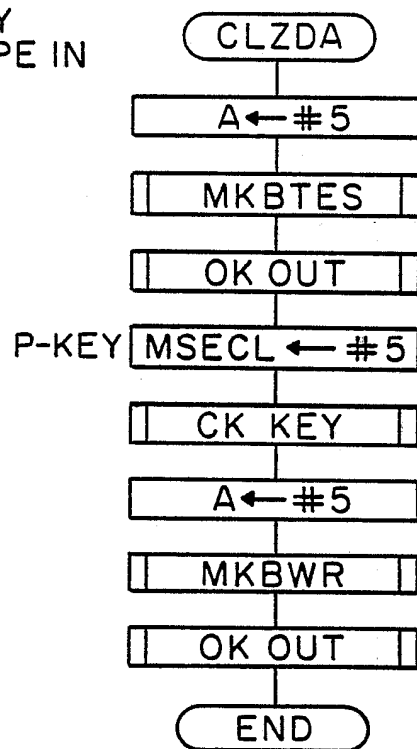 Y
PE IN
CLZDA
A ← #5
MKBTES
OK OUT
P-KEY MSECL ← #5
CK KEY
A ← #5
MKBWR
OK OUT
END